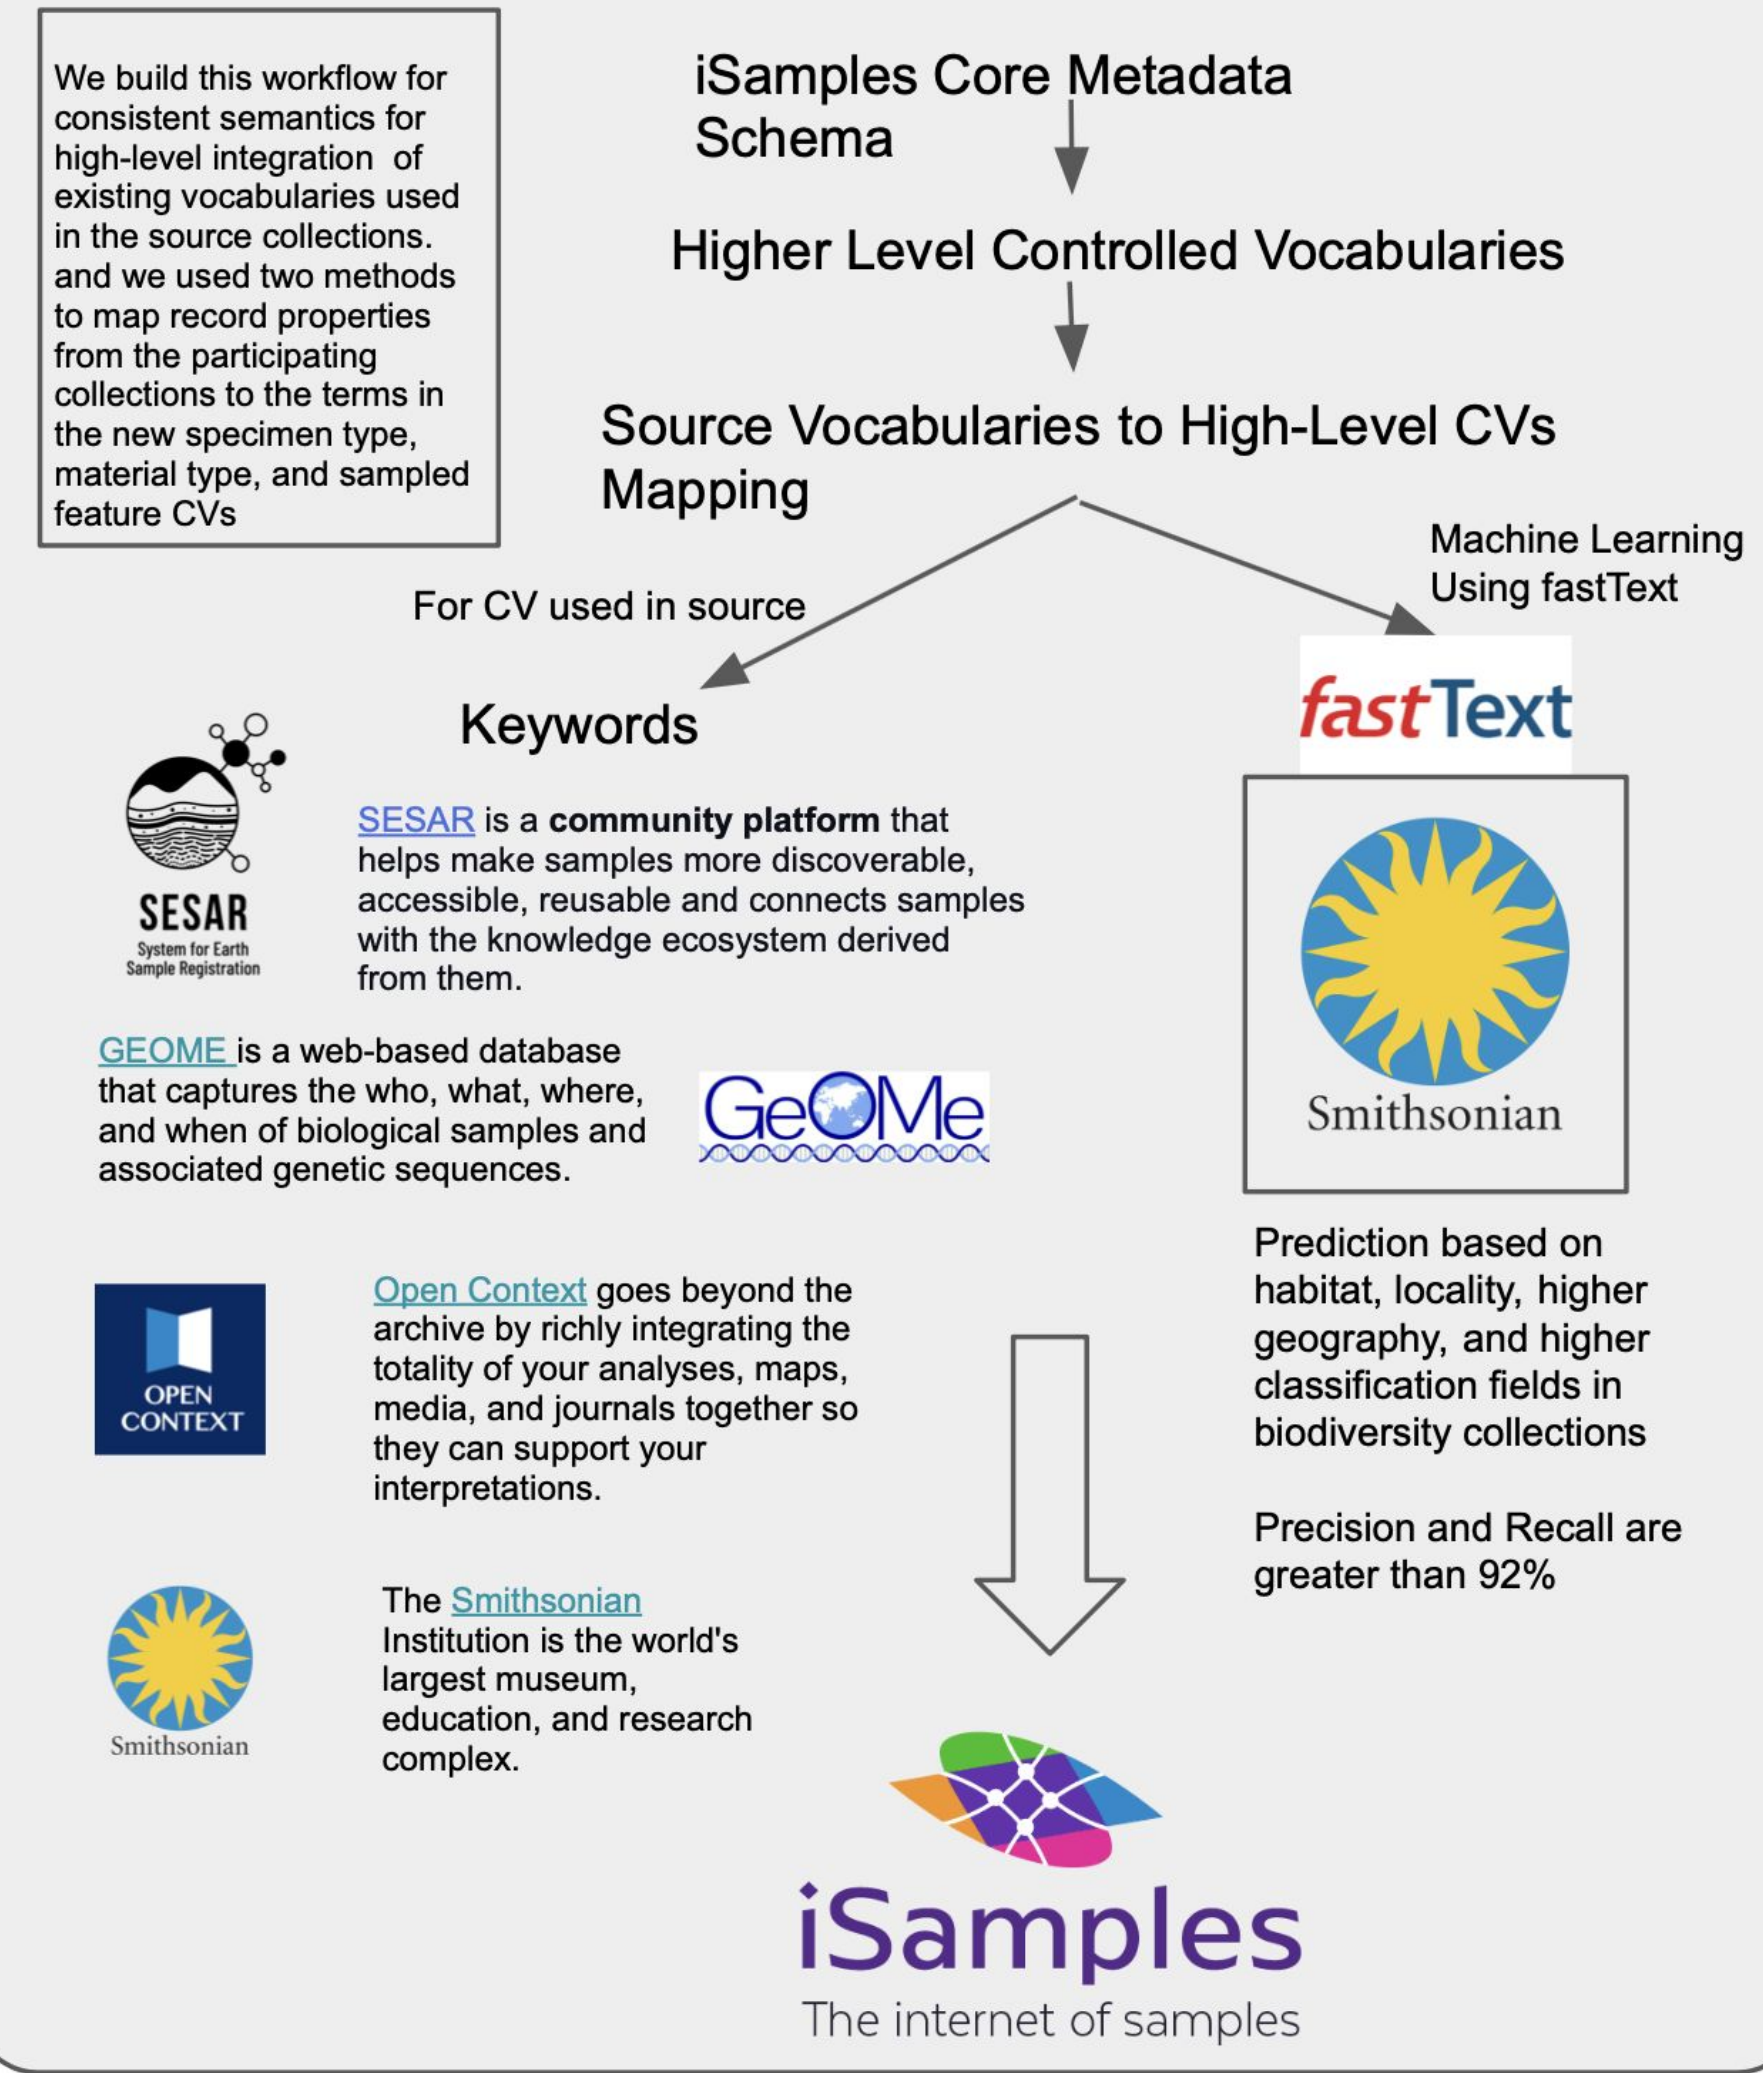 We build this workflow for
consistent semantics for
high-level integration of
existing vocabularies used
in the source collections.
and we used two methods
to map record properties
from the participating
collections to the terms in
the new specimen type,
material type, and sampled
feature CVs
iSamples Core Metadata
Schema
Higher Level Controlled Vocabularies
Source Vocabularies to High-Level CVs
Mapping
Machine Learning
Using fastText
For CV used in source
fastText
Keywords
SESAR
System for Earth
Sample Registration
SESAR is a community platform that
helps make samples more discoverable,
accessible, reusable and connects samples
with the knowledge ecosystem derived
from them.
Smithsonian
GEOME is a web-based database
that captures the who, what, where,
and when of biological samples and
associated genetic sequences.
GeOMe
Prediction based on
habitat, locality, higher
geography, and higher
classification fields in
biodiversity collections
Precision and Recall are
greater than 92%
OPEN
CONTEXT
Open Context goes beyond the
archive by richly integrating the
totality of your analyses, maps,
media, and journals together so
they can support your
interpretations.
Smithsonian
The Smithsonian
Institution is the world's
largest museum,
education, and research
complex.
iSamples
The internet of samples